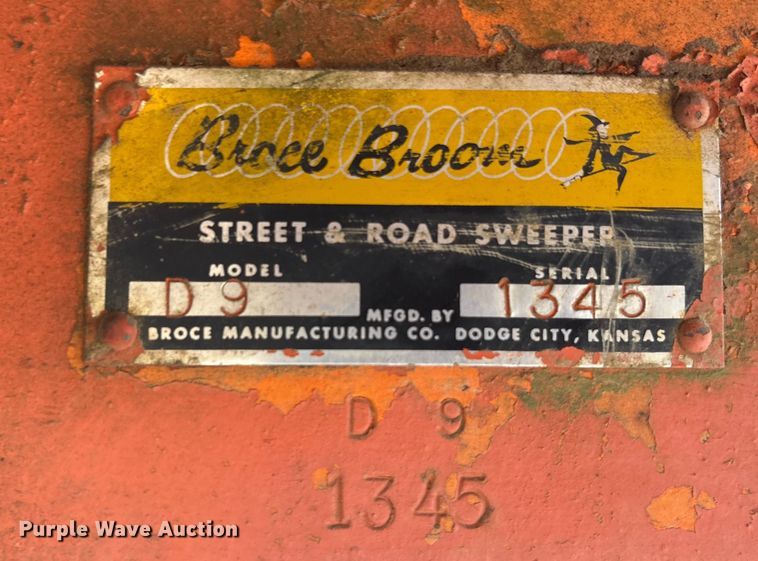 Broce Broom
STREET & ROAD SWEEPER
MODEL SERIAL
D 9 MFGD. BY 1345
BROCE MANUFACTURING CO. DODGE CITY, KANSAS
D 9
1345
Purple Wave Auction